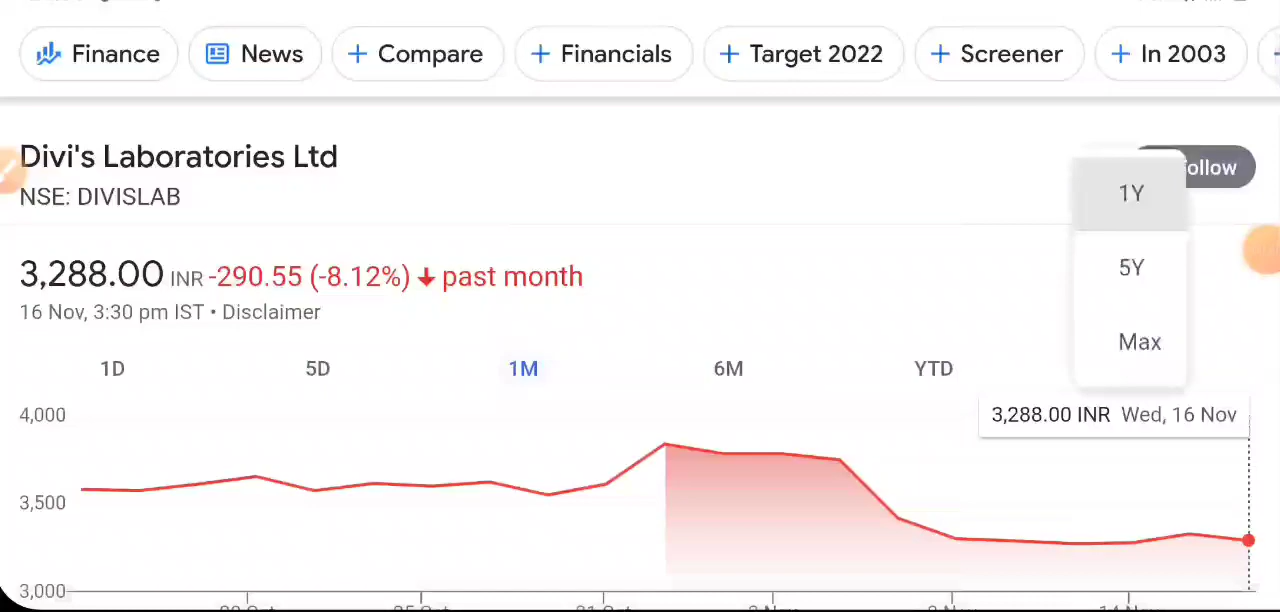 Finance
News
Compare
Financials
Target 2022
Screener
In 2003
Divi's Laboratories Ltd
NSE: DIVISLAB
ollow
1Y
5Y
Max
3,288.00 INR -290.55 (-8.12%) past month
16 Nov, 3:30 pm IST • Disclaimer
1D
5D
1M
6M
YTD
3,288.00 INR Wed, 16 Nov
4,000
3,500
3,000